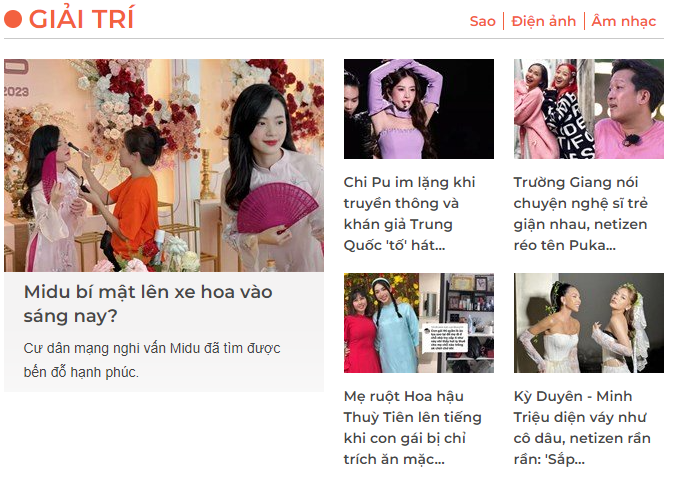 GIẢI TRÍ
Sao
Điện ảnh
Âm nhạc
2023
Midu bí mật lên xe hoa vào
sáng nay?
Cư dân mạng nghi vấn Midu đã tìm được
bến đỗ hạnh phúc.
Chi Pu im lặng khi
truyền thông và
khán giả Trung
Quốc 'tố' hát...
Trường Giang nói
chuyện nghệ sĩ trẻ
giận nhau, netizen
réo tên Puka...
Mẹ ruột Hoa hậu
Thuỳ Tiên lên tiếng
khi con gái bị chỉ
trích ăn mặc...
Kỳ Duyên - Minh
Triệu diện váy như
cô dâu, netizen rần
rần: 'Sắp...